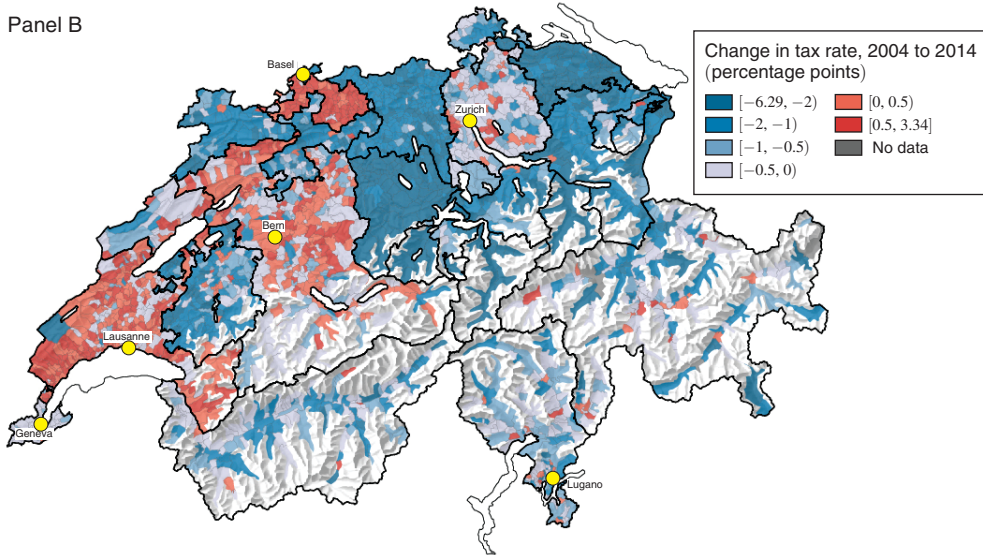 Panel B
Change in tax rate, 2004 to 2014
(percentage points)
[−6.29, −2)
[−2, −1)
[−1, −0.5)
[−0.5, 0)
[0, 0.5)
[0.5, 3.34]
No data
Basel
Zurich
Bern
Lausanne
Geneva
Lugano